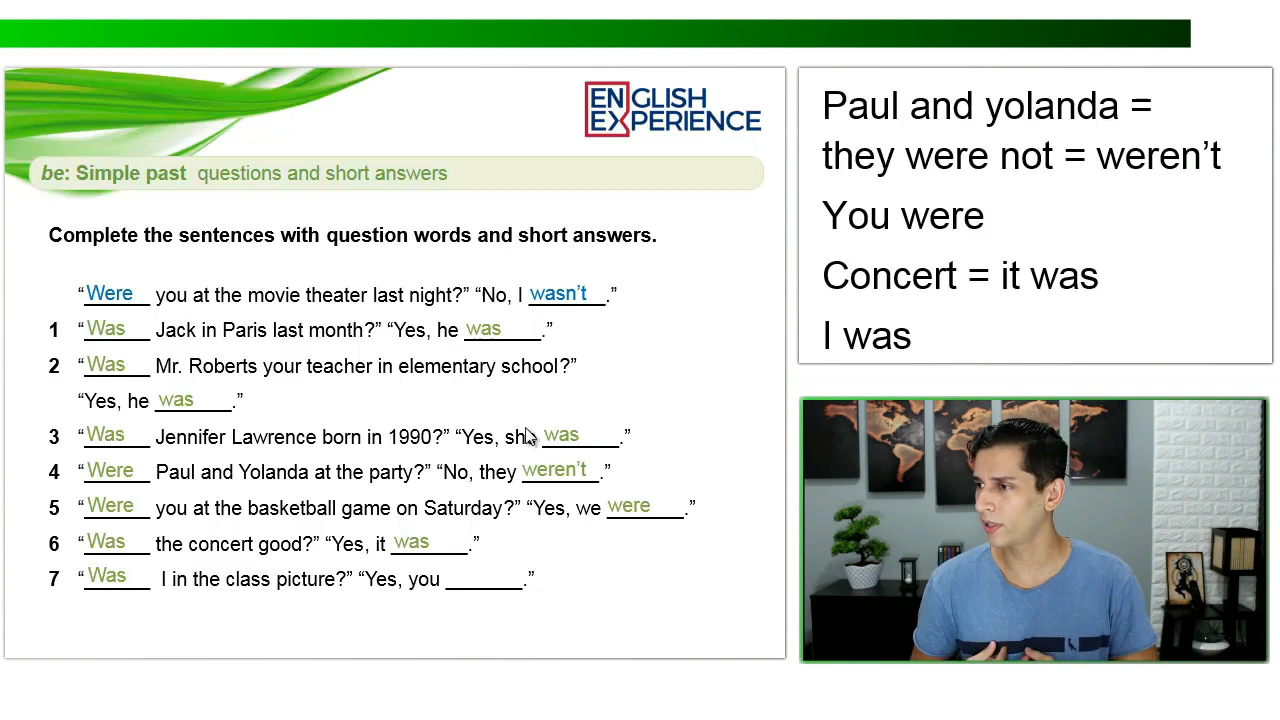 ENGLISH
EXPERIENCE
be: Simple past questions and short answers
Complete the sentences with question words and short answers.
“Were you at the movie theater last night?” “No, I wasn’t.”
1 “Was Jack in Paris last month?” “Yes, he was.”
2 “Was Mr. Roberts your teacher in elementary school?”
“Yes, he was.”
3 “Was Jennifer Lawrence born in 1990?” “Yes, sh was.”
4 “Were Paul and Yolanda at the party?” “No, they weren’t.”
5 “Were you at the basketball game on Saturday?” “Yes, we were.”
6 “Was the concert good?” “Yes, it was.”
7 “Was I in the class picture?” “Yes, you _______.”
Paul and yolanda =
they were not = weren’t
You were
Concert = it was
I was